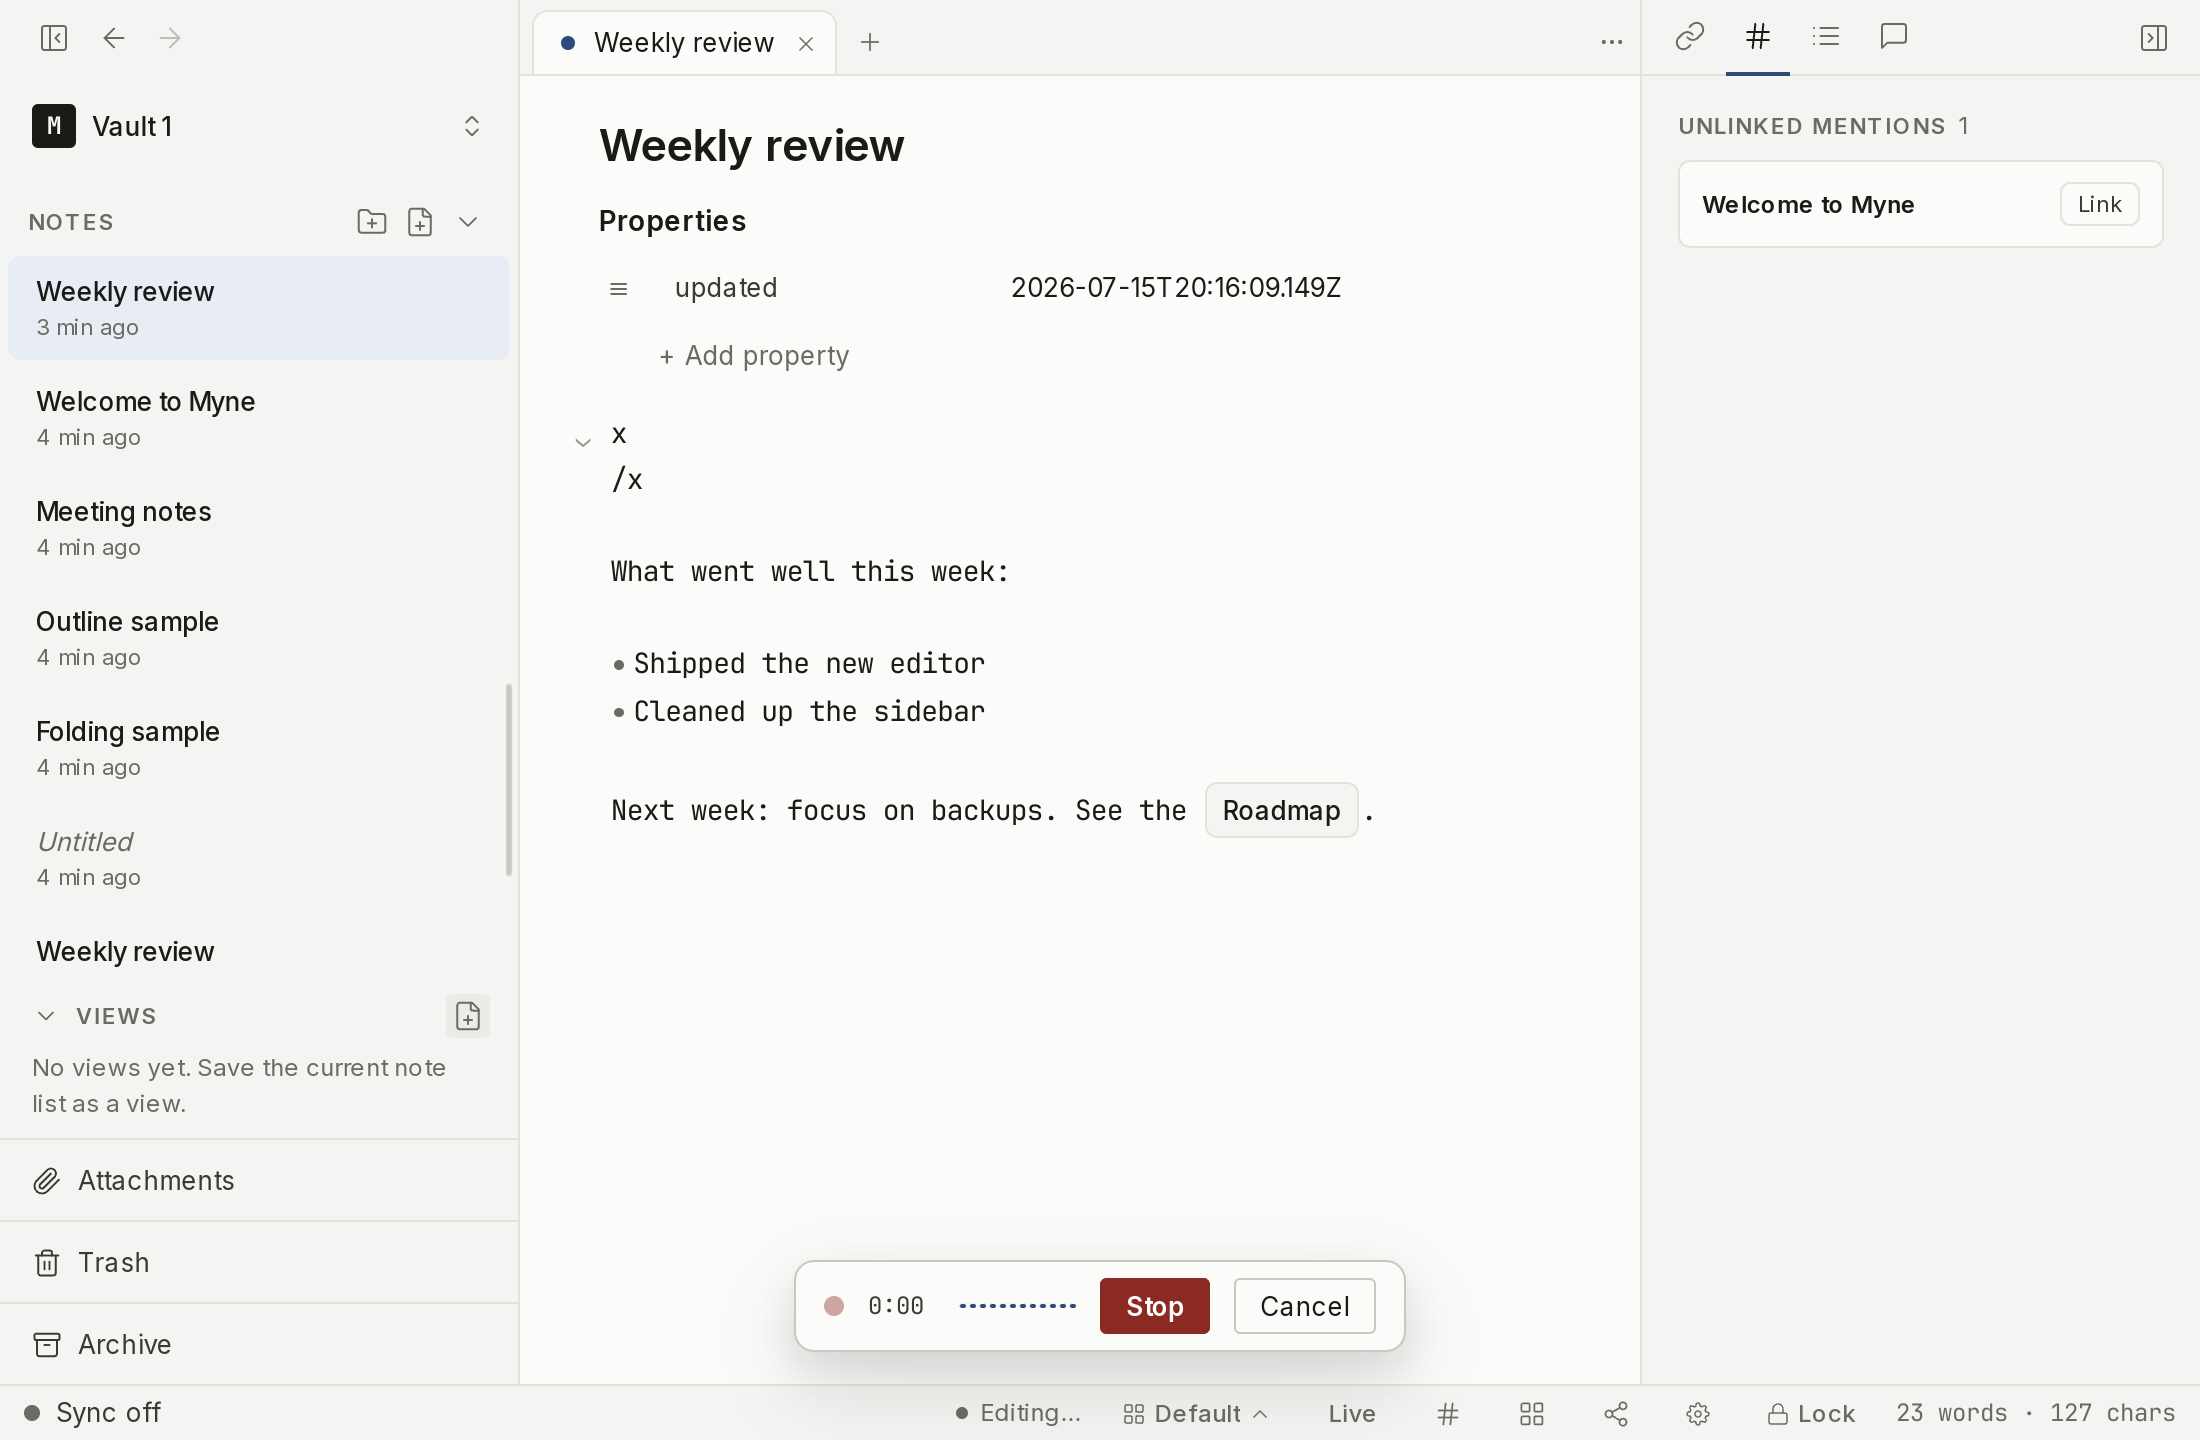 M Vault 1
NOTES
Weekly review
3 min ago
Welcome to Myne
4 min ago
Meeting notes
4 min ago
Outline sample
4 min ago
Folding sample
4 min ago
Untitled
4 min ago
Weekly review
VIEWS
No views yet. Save the current note
list as a view.
Attachments
Trash
Archive
Sync off
Weekly review
Weekly review
Properties
updated 2026-07-15T20:16:09.149Z
+ Add property
x
/x
What went well this week:
• Shipped the new editor
• Cleaned up the sidebar
Next week: focus on backups. See the Roadmap.
0:00 Stop Cancel
UNLINKED MENTIONS 1
Welcome to Myne Link
Editing... Default Live Lock 23 words · 127 chars